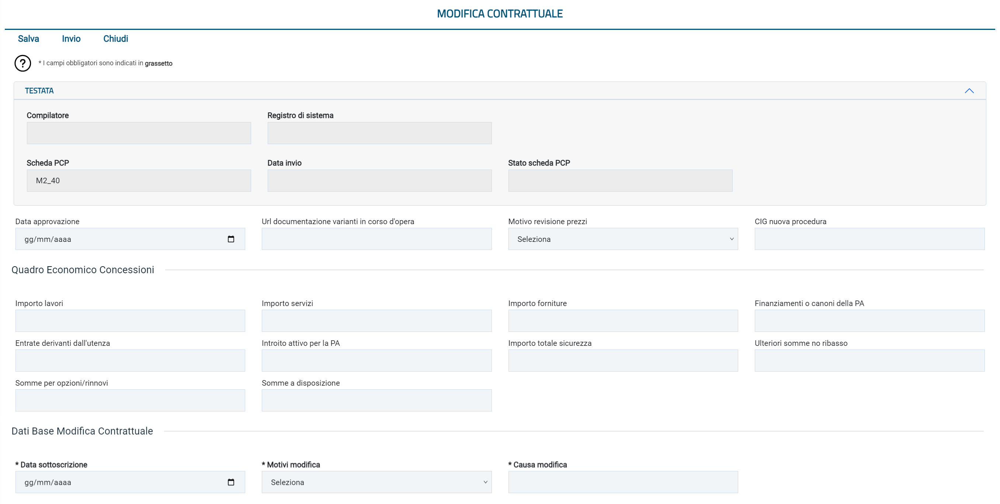 MODIFICA CONTRATTUALE
Salva Invio Chiudi
* I campi obbligatori sono indicati in grassetto
TESTATA
Compilatore Registro di sistema
Scheda PCP Data invio Stato scheda PCP
M2_40
Data approvazione Url documentazione varianti in corso d'opera Motivo revisione prezzi CIG nuova procedura
gg/mm/aaaa Seleziona
Quadro Economico Concessioni
Importo lavori Importo servizi Importo forniture Finanziamenti o canoni della PA
Entrate derivanti dall'utenza Introito attivo per la PA Importo totale sicurezza Ulteriori somme no ribasso
Somme per opzioni/rinnovi Somme a disposizione
Dati Base Modifica Contrattuale
* Data sottoscrizione * Motivi modifica * Causa modifica
gg/mm/aaaa Seleziona